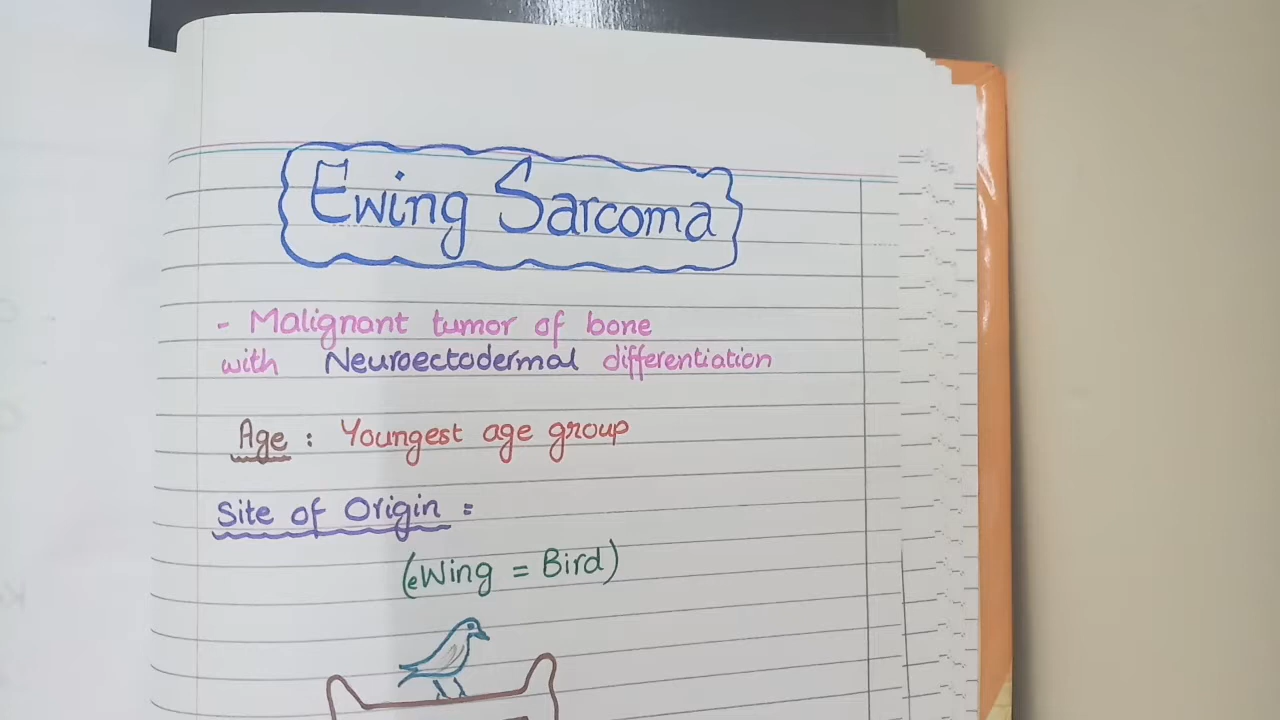 Ewing Sarcoma
- Malignant tumor of bone
with Neuroectodermal differentiation
Age : Youngest age group
Site of Origin :
(eWing = Bird)